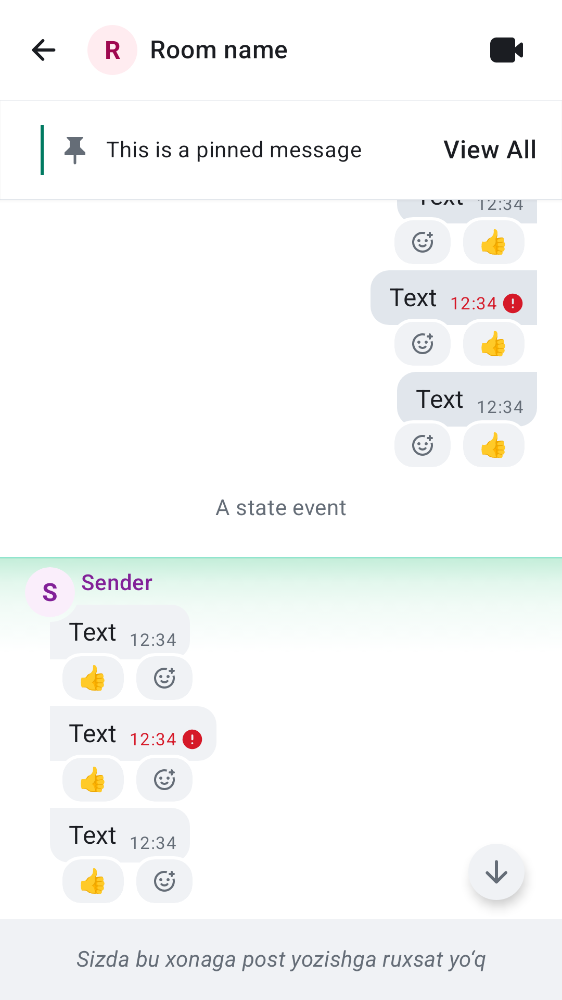 R Room name
This is a pinned message View All
Text 12:34
Text 12:34
Text 12:34
A state event
S Sender
Text 12:34
Text 12:34
Text 12:34
Sizda bu xonaga post yozishga ruxsat yo‘q